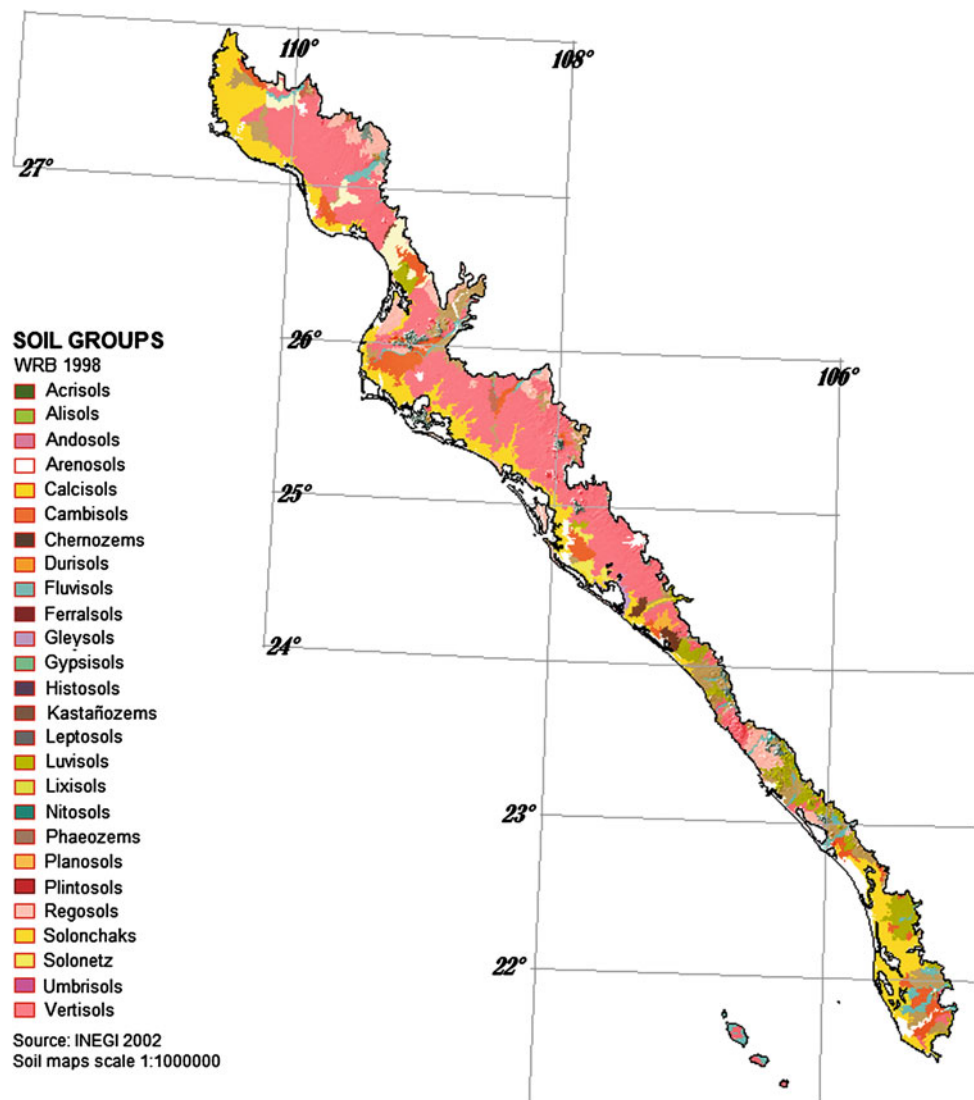 110°
108°
27°
26°
106°
25°
24°
23°
22°
SOIL GROUPS
WRB 1998
Acrisols
Alisols
Andosols
Arenosols
Calcisols
Cambisols
Chernozems
Durisols
Fluvisols
Ferralsols
Gleysols
Gypsisols
Histosols
Kastañozems
Leptosols
Luvisols
Lixisols
Nitosols
Phaeozems
Planosols
Plintosols
Regosols
Solonchaks
Solonetz
Umbrisols
Vertisols
Source: INEGI 2002
Soil maps scale 1:1000000